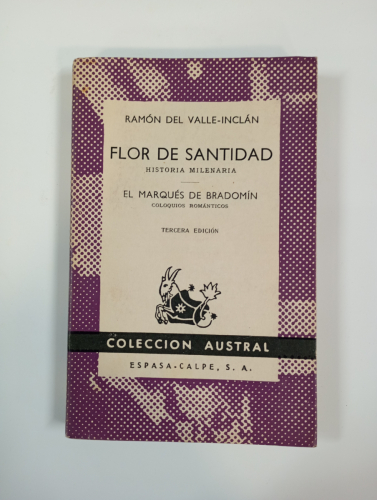 RAMÓN DEL VALLE-INCLÁN
FLOR DE SANTIDAD
HISTORIA MILENARIA
EL MARQUÉS DE BRADOMÍN
COLOQUIOS ROMÁNTICOS
TERCERA EDICIÓN
COLECCION AUSTRAL
ESPASA-CALPE, S. A.